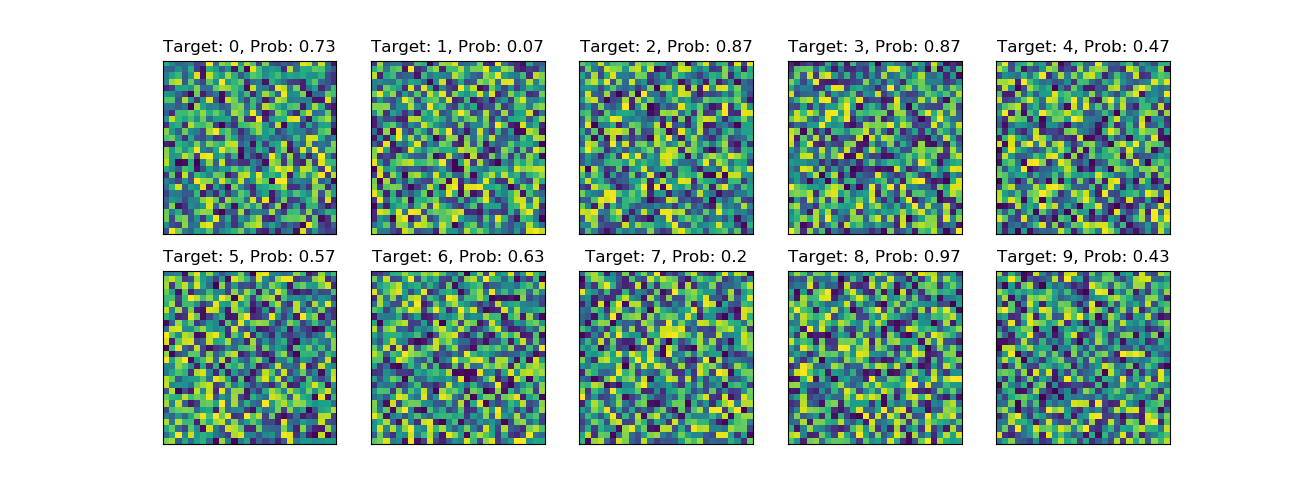 Target: 0, Prob: 0.73
Target: 1, Prob: 0.07
Target: 2, Prob: 0.87
Target: 3, Prob: 0.87
Target: 4, Prob: 0.47
Target: 5, Prob: 0.57
Target: 6, Prob: 0.63
Target: 7, Prob: 0.2
Target: 8, Prob: 0.97
Target: 9, Prob: 0.43